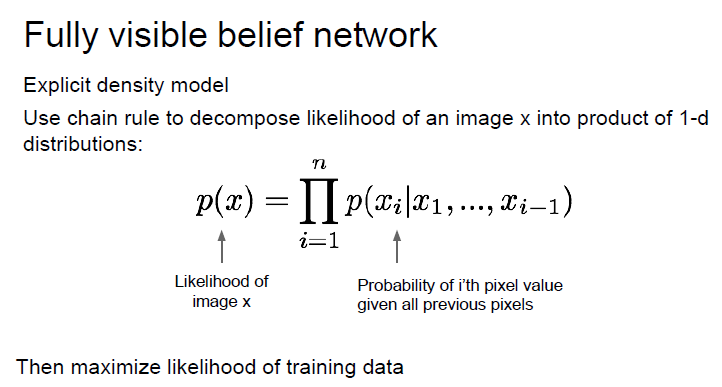 Fully visible belief network
Explicit density model
Use chain rule to decompose likelihood of an image x into product of 1-d
distributions:
p(x) = ∏_{i=1}^{n} p(x_i|x_1, ..., x_{i−1})
Likelihood of
image x
Probability of i'th pixel value
given all previous pixels
Then maximize likelihood of training data